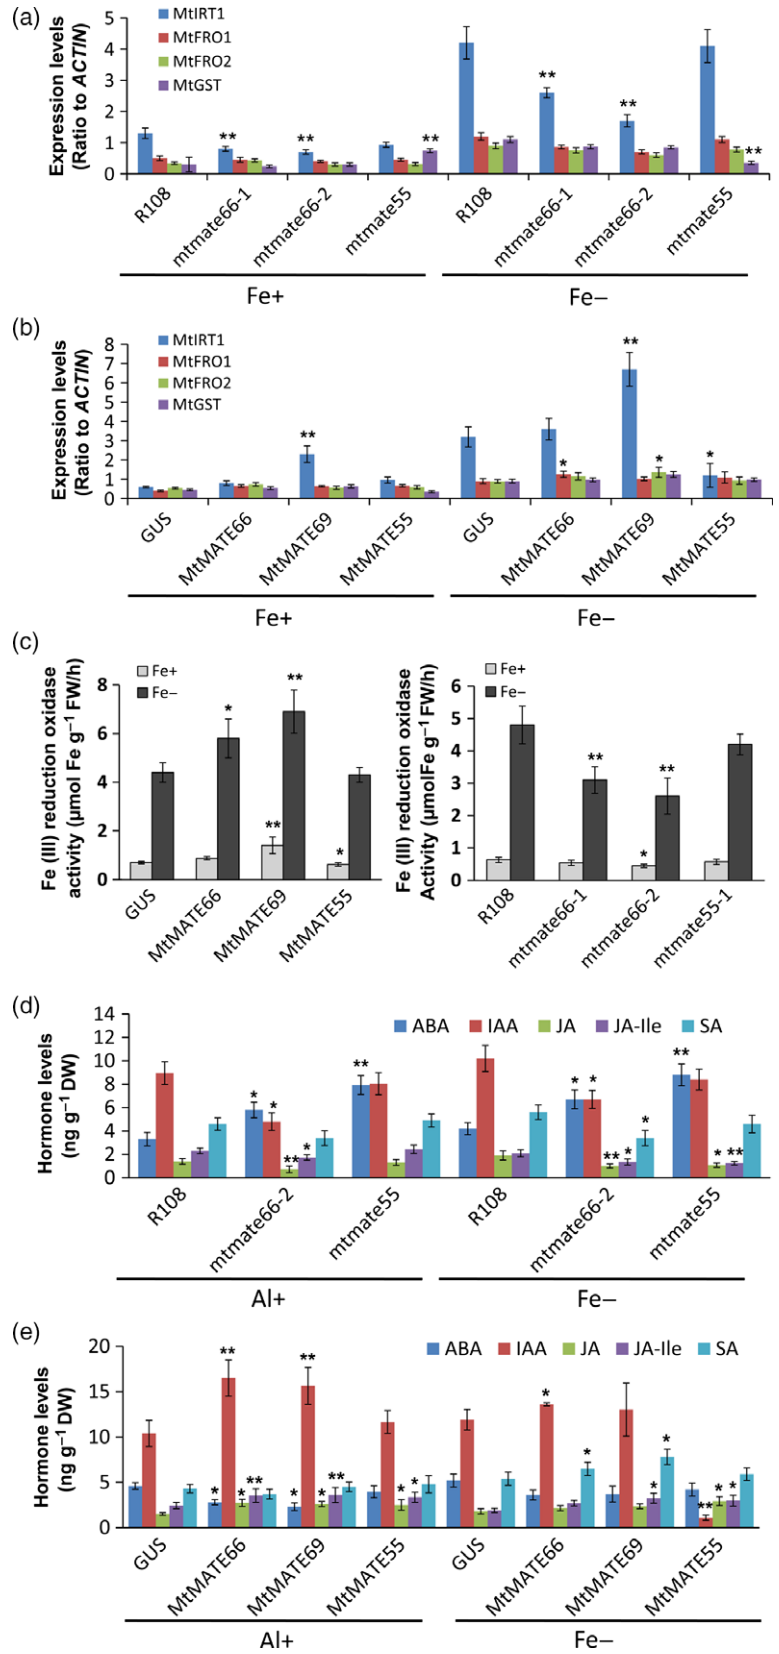 (a)
Expression levels
(Ratio to ACTIN)
5
4
3
2
1
0
MtIRT1
MtFRO1
MtFRO2
MtGST
** ** ** ** ** **
R108 mtmate66-1 mtmate66-2 mtmate55 R108 mtmate66-1 mtmate66-2 mtmate55
Fe+ Fe−
(b)
Expression levels
(Ratio to ACTIN)
8
7
6
5
4
3
2
1
0
MtIRT1
MtFRO1
MtFRO2
MtGST
** * ** * *
GUS MtMATE66 MtMATE69 MtMATE55 GUS MtMATE66 MtMATE69 MtMATE55
Fe+ Fe−
(c)
Fe (III) reduction oxidase
activity (µmol Fe g⁻¹ FW/h)
8
6
4
2
0
Fe+
Fe−
* ** ** *
GUS MtMATE66 MtMATE69 MtMATE55
Fe (III) reduction oxidase
Activity (µmolFe g⁻¹ FW/h)
6
5
4
3
2
1
0
Fe+
Fe−
** * **
R108 mtmate66-1 mtmate66-2 mtmate55-1
(d)
Hormone levels
(ng g⁻¹ DW)
14
12
10
8
6
4
2
0
ABA IAA JA JA-Ile SA
* * ** * ** * * ** * * ** * **
R108 mtmate66-2 mtmate55 R108 mtmate66-2 mtmate55
Al+ Fe−
(e)
Hormone levels
(ng g⁻¹ DW)
20
15
10
5
0
ABA IAA JA JA-Ile SA
* ** * ** * ** * ** * * * * * * ** * *
GUS MtMATE66 MtMATE69 MtMATE55 GUS MtMATE66 MtMATE69 MtMATE55
Al+ Fe−